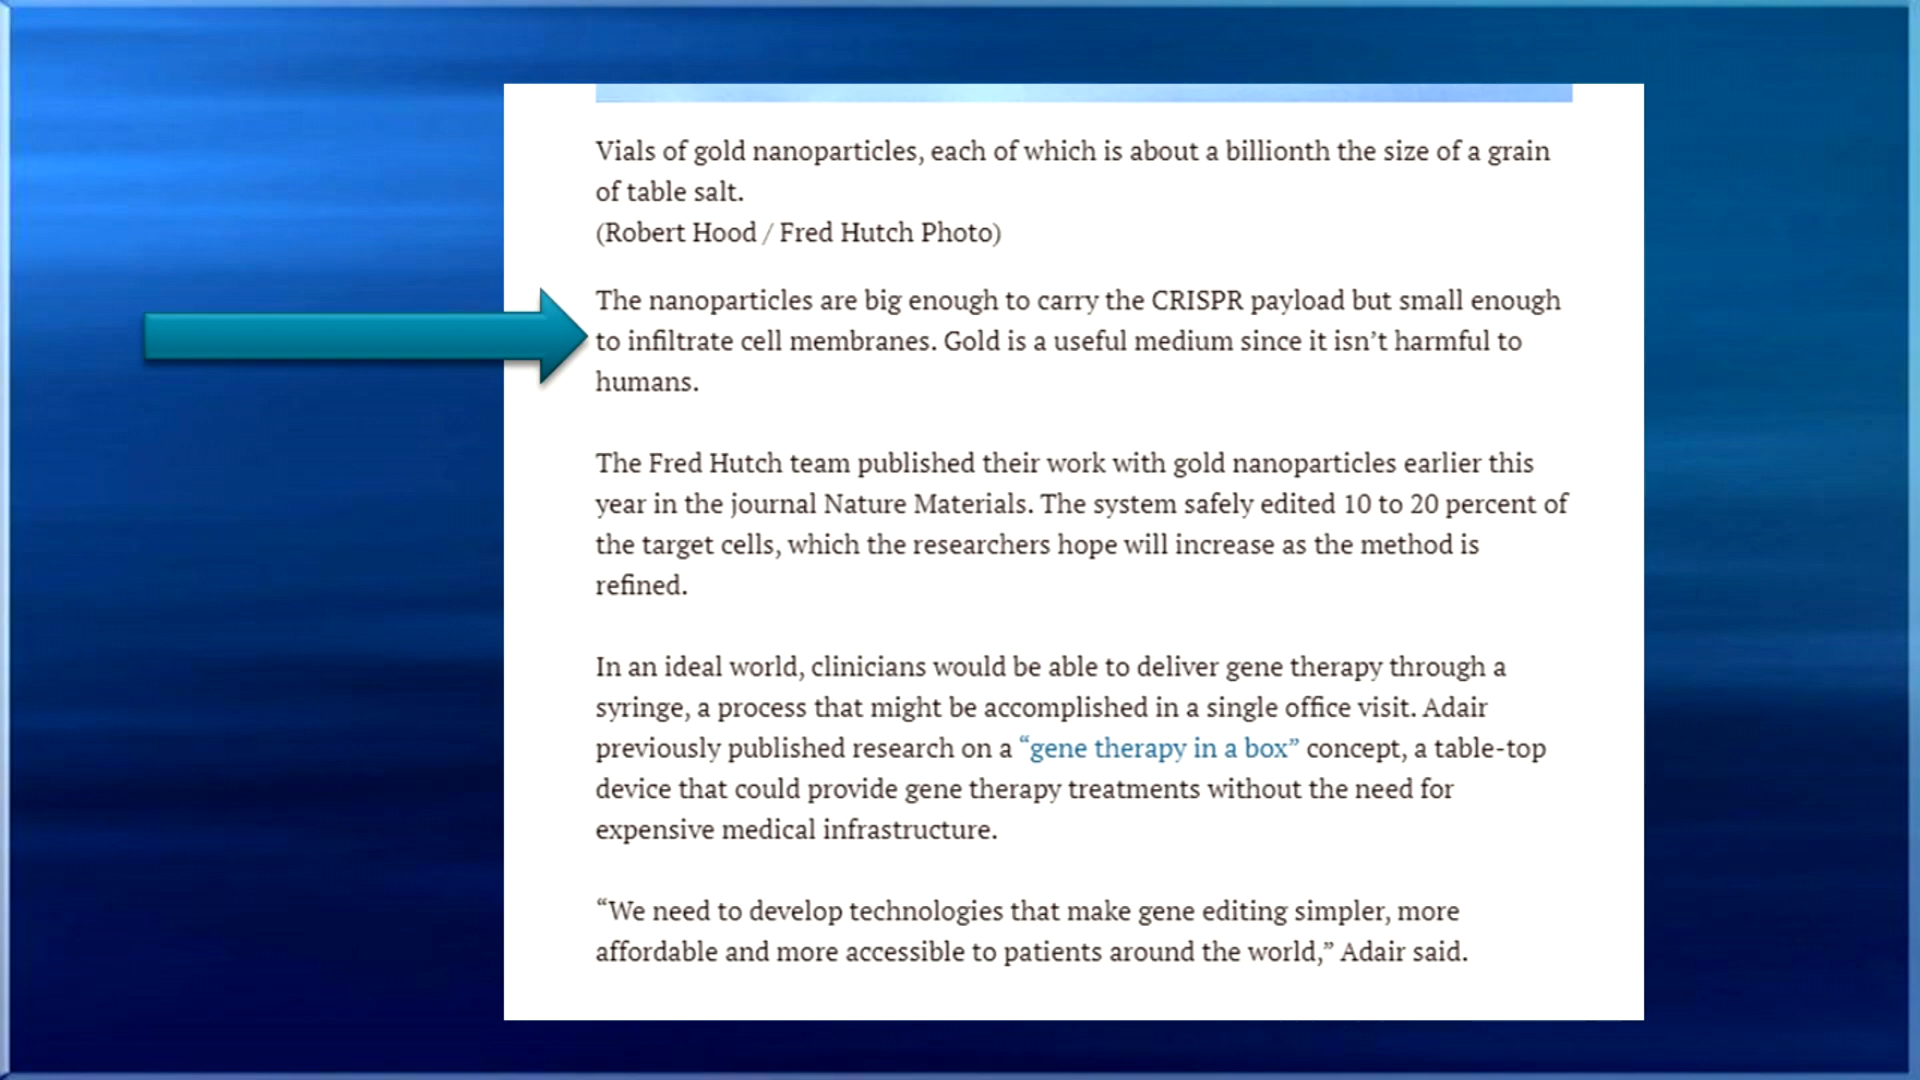 Vials of gold nanoparticles, each of which is about a billionth the size of a grain
of table salt.
(Robert Hood / Fred Hutch Photo)
The nanoparticles are big enough to carry the CRISPR payload but small enough
to infiltrate cell membranes. Gold is a useful medium since it isn’t harmful to
humans.
The Fred Hutch team published their work with gold nanoparticles earlier this
year in the journal Nature Materials. The system safely edited 10 to 20 percent of
the target cells, which the researchers hope will increase as the method is
refined.
In an ideal world, clinicians would be able to deliver gene therapy through a
syringe, a process that might be accomplished in a single office visit. Adair
previously published research on a “gene therapy in a box” concept, a table-top
device that could provide gene therapy treatments without the need for
expensive medical infrastructure.
“We need to develop technologies that make gene editing simpler, more
affordable and more accessible to patients around the world,” Adair said.